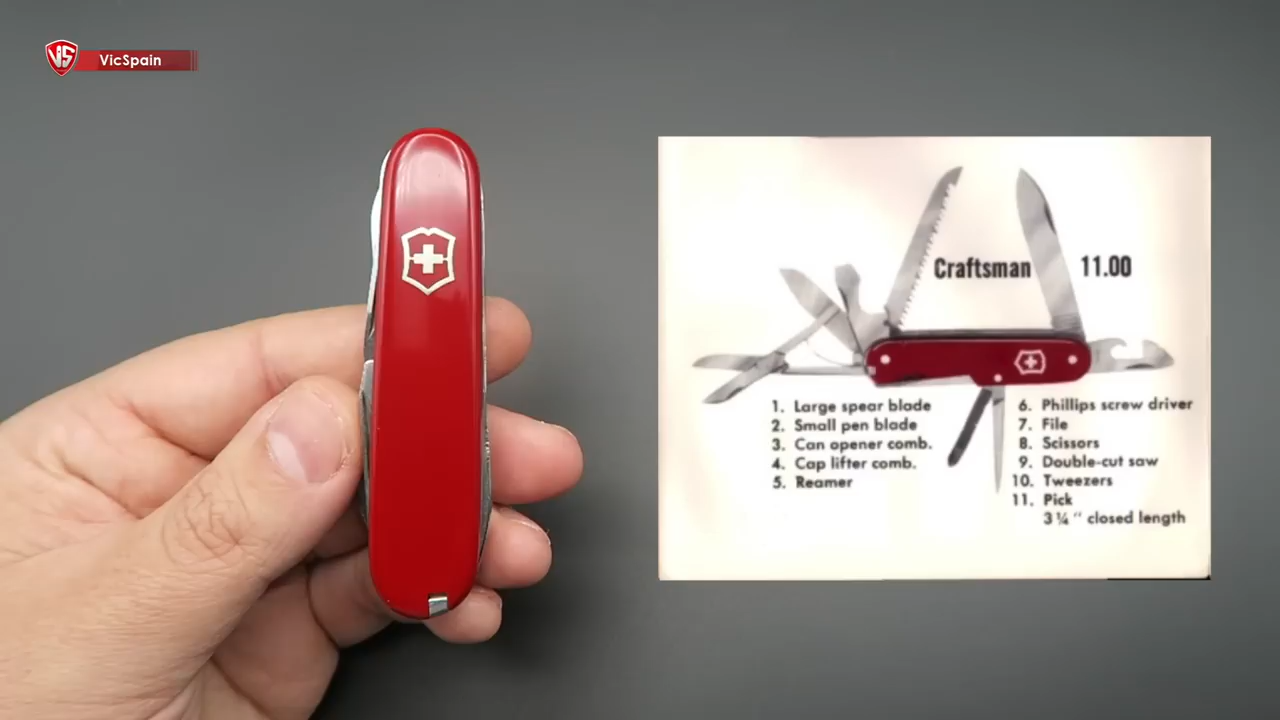 VS
VicSpain
Craftsman 11.00
1. Large spear blade
2. Small pen blade
3. Can opener comb.
4. Cap lifter comb.
5. Reamer
6. Phillips screw driver
7. File
8. Scissors
9. Double-cut saw
10. Tweezers
11. Pick
3 ¼ " closed length